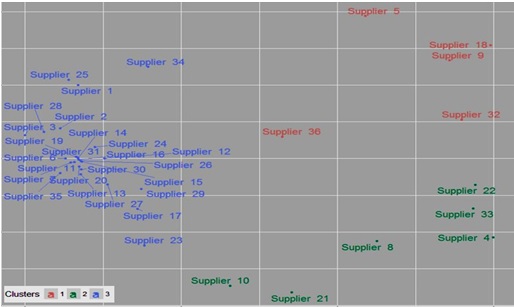 Supplier 5
Supplier 18
Supplier 9
Supplier 34
Supplier 25
Supplier 1
Supplier 28
Supplier 2
Supplier 32
Supplier 3
Supplier 14
Supplier 36
Supplier 19
Supplier 24
Supplier 31
Supplier 16
Supplier 12
Supplier 6
Supplier 26
Supplier 11
Supplier 30
Supplier
Supplier 20
Supplier 15
Supplier 22
Supplier 35
Supplier 13
Supplier 29
Supplier 27
Supplier 17
Supplier 33
Supplier 23
Supplier 8
Supplier 4
Supplier 10
Supplier 21
Clusters 1 2 3